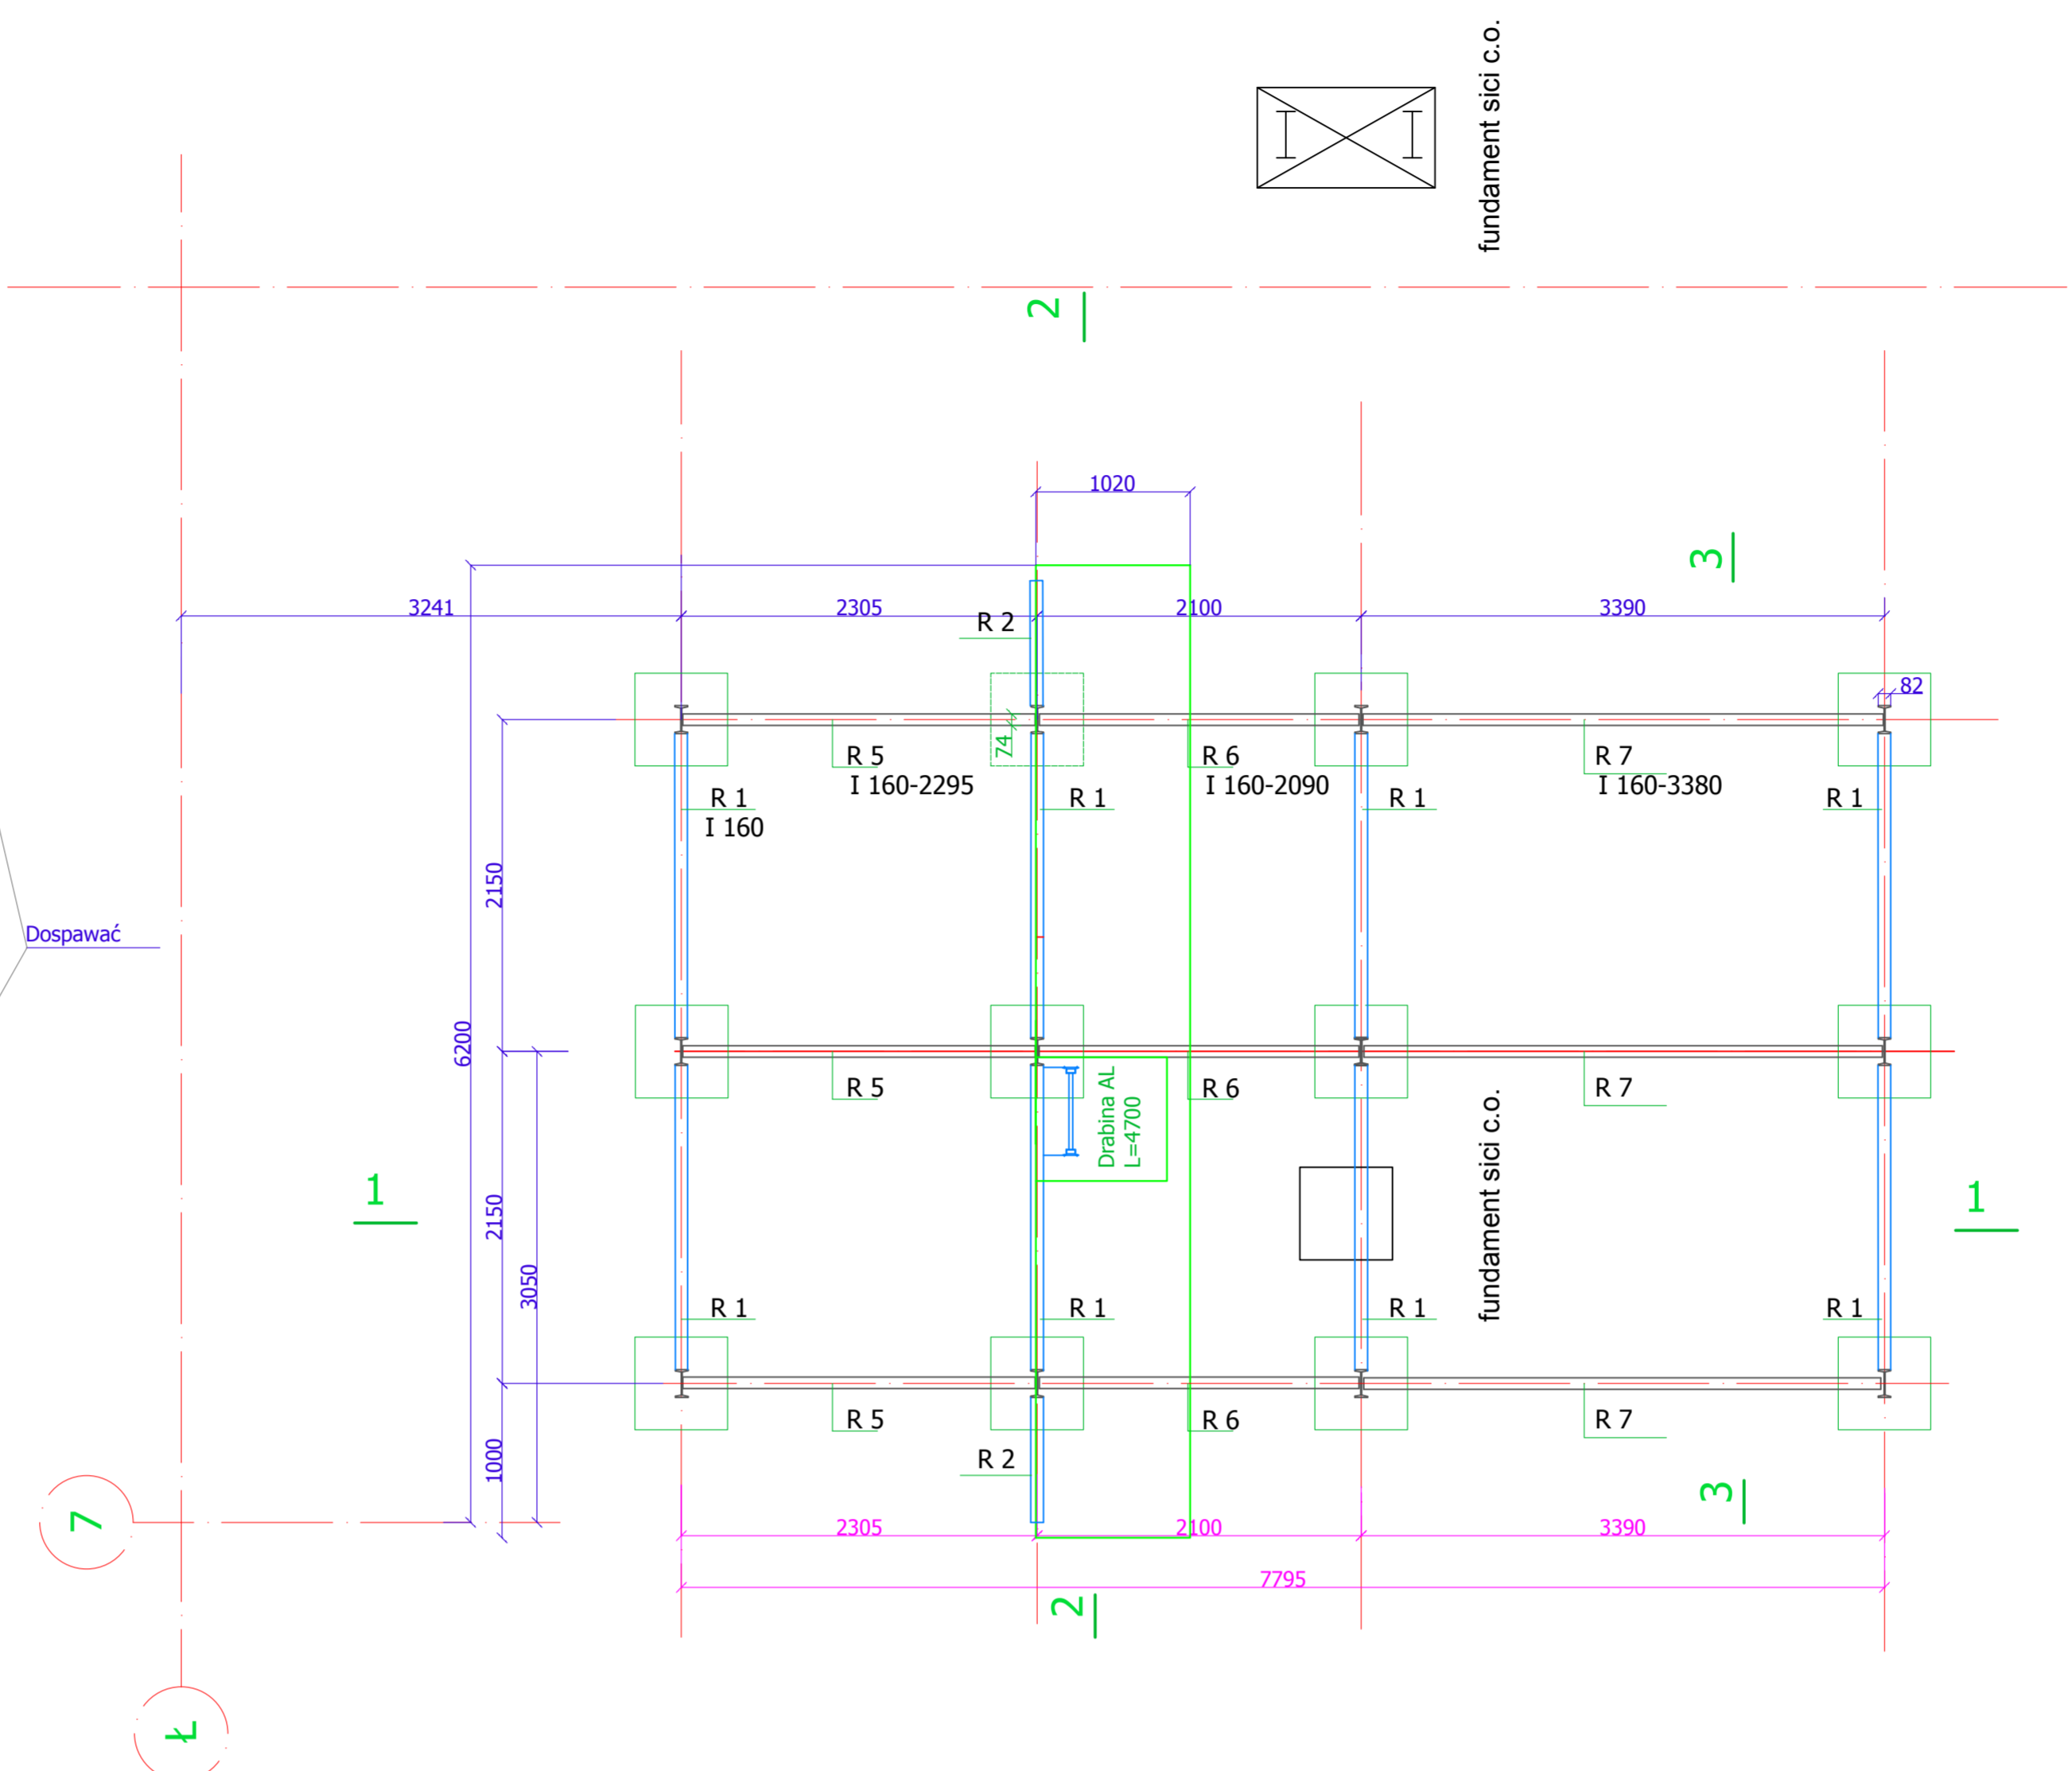 fundament sici c.o.
2
1020
3
3241
2305
2100
3390
R 2
82
74
R 5
I 160-2295
R 6
I 160-2090
R 7
I 160-3380
R 1
I 160
R 1
R 1
R 1
2150
Dospawać
6200
R 5
R 6
R 7
Drabina AL
L=4700
fundament sici c.o.
1
1
2150
3050
R 1
R 1
R 1
R 1
R 5
R 6
R 7
1000
R 2
3
7
2305
2100
3390
7795
2
Ł